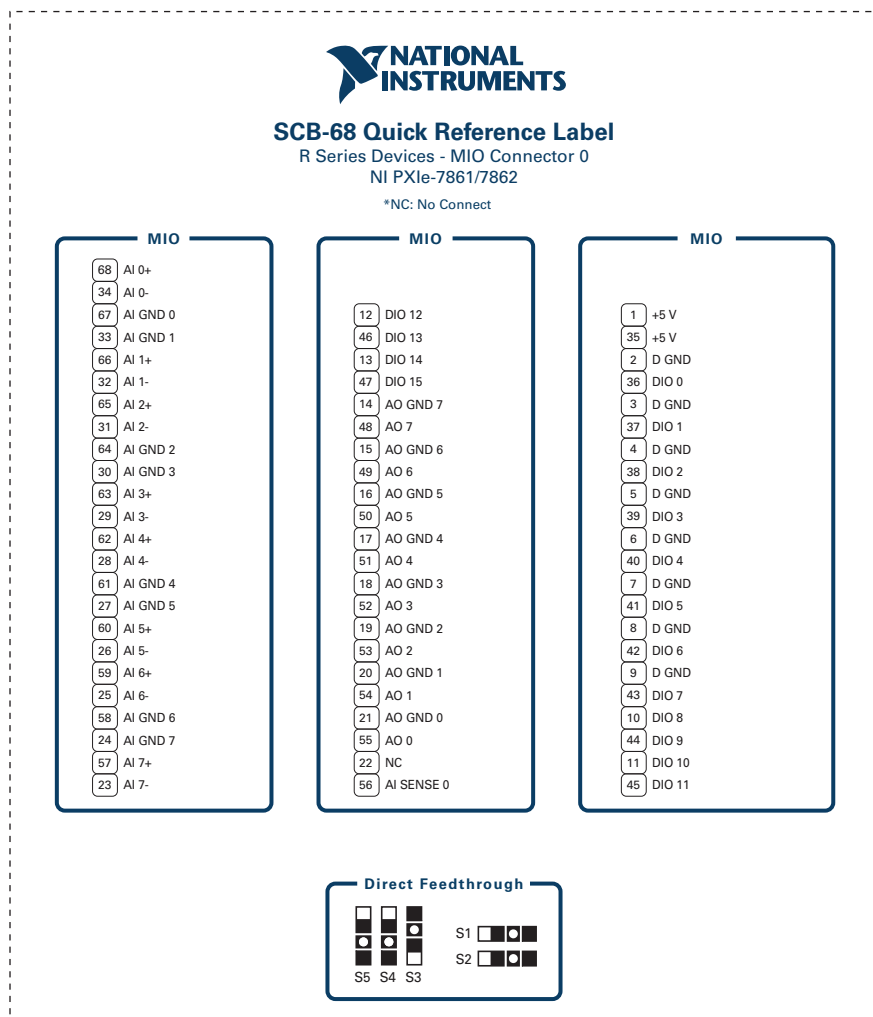 NATIONAL
INSTRUMENTS
SCB-68 Quick Reference Label
R Series Devices - MIO Connector 0
NI PXIe-7861/7862
*NC: No Connect
MIO
68 AI 0+
34 AI 0-
67 AI GND 0
33 AI GND 1
66 AI 1+
32 AI 1-
65 AI 2+
31 AI 2-
64 AI GND 2
30 AI GND 3
63 AI 3+
29 AI 3-
62 AI 4+
28 AI 4-
61 AI GND 4
27 AI GND 5
60 AI 5+
26 AI 5-
59 AI 6+
25 AI 6-
58 AI GND 6
24 AI GND 7
57 AI 7+
23 AI 7-
MIO
12 DIO 12
46 DIO 13
13 DIO 14
47 DIO 15
14 AO GND 7
48 AO 7
15 AO GND 6
49 AO 6
16 AO GND 5
50 AO 5
17 AO GND 4
51 AO 4
18 AO GND 3
52 AO 3
19 AO GND 2
53 AO 2
20 AO GND 1
54 AO 1
21 AO GND 0
55 AO 0
22 NC
56 AI SENSE 0
MIO
1 +5 V
35 +5 V
2 D GND
36 DIO 0
3 D GND
37 DIO 1
4 D GND
38 DIO 2
5 D GND
39 DIO 3
6 D GND
40 DIO 4
7 D GND
41 DIO 5
8 D GND
42 DIO 6
9 D GND
43 DIO 7
10 DIO 8
44 DIO 9
11 DIO 10
45 DIO 11
Direct Feedthrough
S5 S4 S3
S1
S2